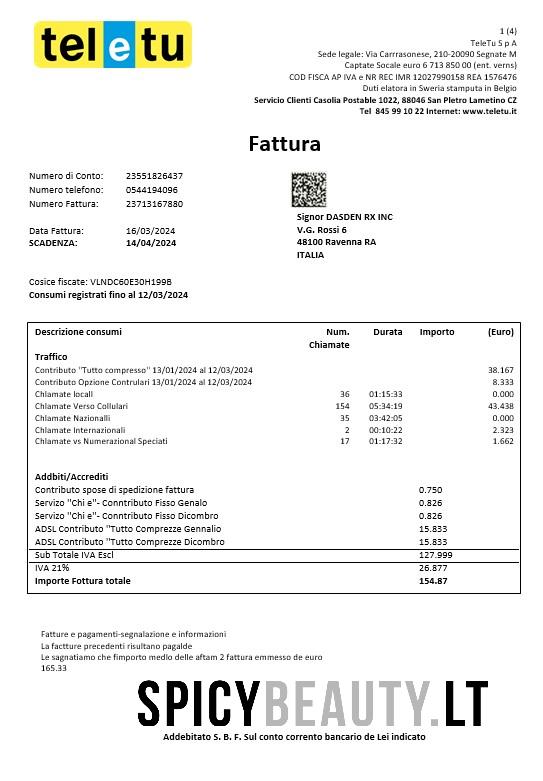 tel e tu
1 (4)
TeleTu S p A
Sede legale: Via Carrrasonese, 210-20090 Segnate M
Captate Socale euro 6 713 850 00 (ent. verns)
COD FISCA AP IVA e NR REC IMR 12027990158 REA 1576476
Duti elatora in Sweria stamputa in Belgio
Servicio Clienti Casolia Postable 1022, 88046 San Pletro Lametino CZ
Tel 845 99 10 22 Internet: www.teletu.it
Fattura
Numero di Conto: 23551826437
Numero telefono: 0544194096
Numero Fattura: 23713167880
Signor DASDEN RX INC
V.G. Rossi 6
48100 Ravenna RA
ITALIA
Data Fattura: 16/03/2024
SCADENZA: 14/04/2024
Cosice fiscate: VLNDC60E30H199B
Consumi registrati fino al 12/03/2024
Descrizione consumi Num. Chiamate Durata Importo (Euro)
Traffico
Contributo "Tutto compresso" 13/01/2024 al 12/03/2024 38.167
Contributo Opzione Contrulari 13/01/2024 al 12/03/2024 8.333
Chlamate locall 36 01:15:33 0.000
Chlamate Verso Collulari 154 05:34:19 43.438
Chlamate Nazionalli 35 03:42:05 0.000
Chlamate Internazionali 2 00:10:22 2.323
Chlamate vs Numerazional Speciati 17 01:17:32 1.662
Addbiti/Accrediti
Contributo spose di spedizione fattura 0.750
Servizo "Chi e"- Conntributo Fisso Genalo 0.826
Servizo "Chi e"- Conntributo Fisso Dicombro 0.826
ADSL Contributo "Tutto Comprezze Gennalio 15.833
ADSL Contributo "Tutto Comprezze Dicombro 15.833
Sub Totale IVA Escl 127.999
IVA 21% 26.877
Importe Fottura totale 154.87
Fatture e pagamenti-segnalazione e informazioni
La factture precedenti risultano pagalde
Le sagnatiamo che fimporto medlo delle aftam 2 fattura emmesso de euro
165.33
SPICYBEAUTY.LT
Addebitato S. B. F. Sul conto corrento bancario de Lei indicato